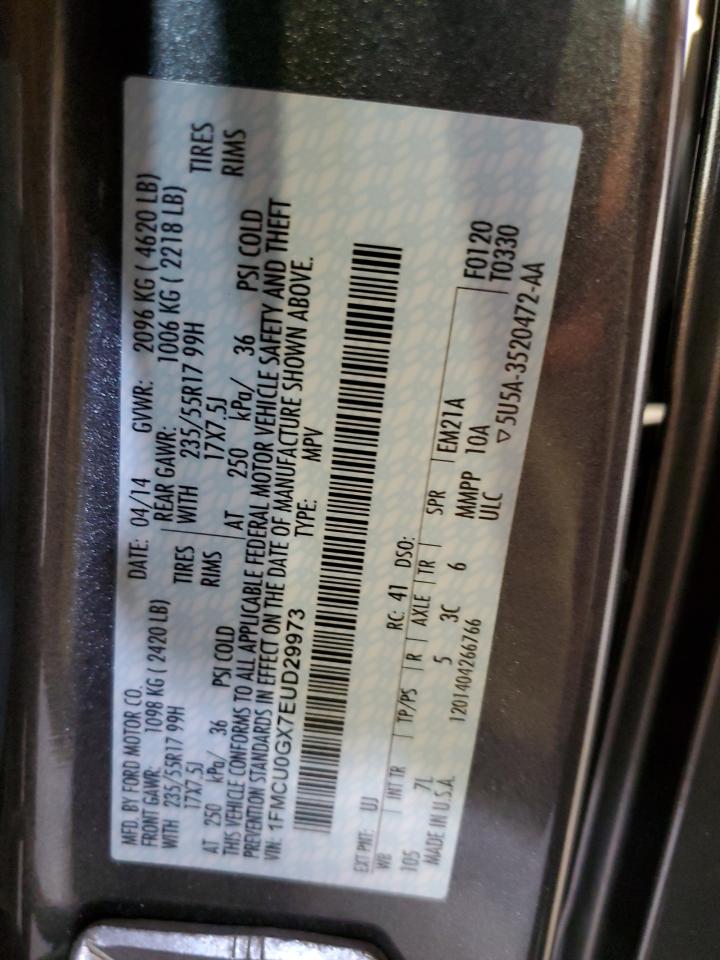 MFD. BY FORD MOTOR CO. DATE: 04/14 GVWR: 2096 KG ( 4620 LB)
FRONT GAWR: 1098 KG ( 2420 LB) REAR GAWR: 1006 KG ( 2218 LB)
WITH 235/55R17 99H TIRES WITH 235/55R17 99H TIRES
17X7.5J RIMS 17X7.5J RIMS
AT 250 kPa/ 36 PSI COLD AT 250 kPa/ 36 PSI COLD
THIS VEHICLE CONFORMS TO ALL APPLICABLE FEDERAL MOTOR VEHICLE SAFETY AND THEFT
PREVENTION STANDARDS IN EFFECT ON THE DATE OF MANUFACTURE SHOWN ABOVE.
VIN: 1FMCU0GX7EUD29973 TYPE: MPV
EXT PNT: UJ RC: 41 DSO: F0120
WB INT TR TP/PS R AXLE TR SPR EM21A T0330
105 7L 5 3C 6 MMPP 10A
MADE IN U.S.A. 1201404266766 ULC ▽5U5A-3520472-AA